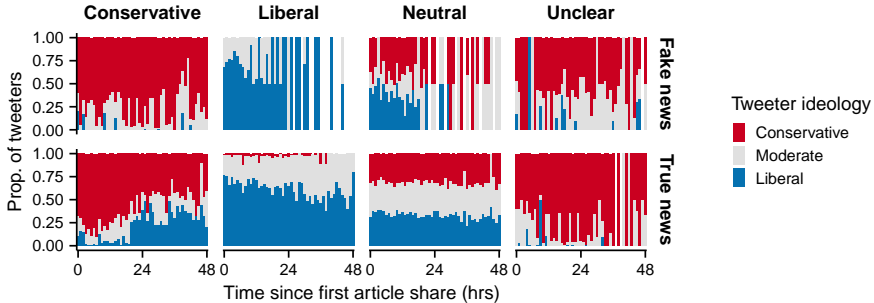 Conservative Liberal Neutral Unclear
Prop. of tweeters
1.00
0.75
0.50
0.25
0.00
Fake news
1.00
0.75
0.50
0.25
0.00
True news
0 24 48 0 24 48 0 24 48 0 24 48
Time since first article share (hrs)
Tweeter ideology
Conservative
Moderate
Liberal